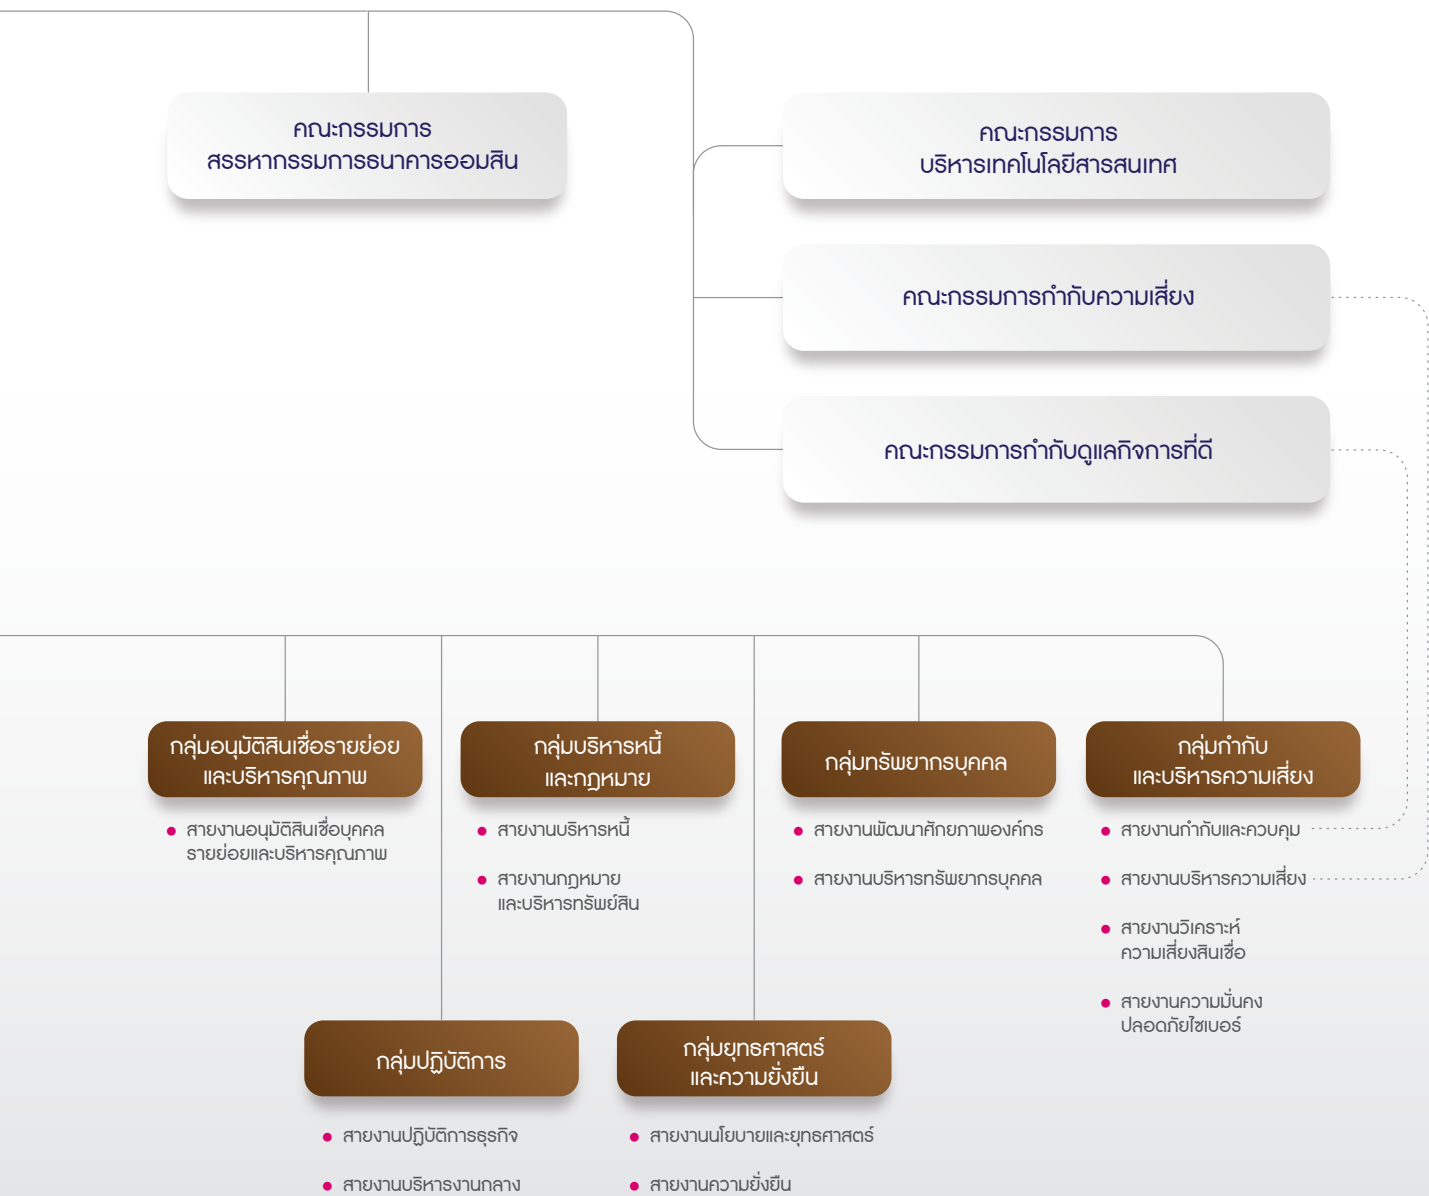 คณะกรรมการ
สรรหากรรมการธนาคารออมสิน
คณะกรรมการ
บริหารเทคโนโลยีสารสนเทศ
คณะกรรมการกำกับความเสี่ยง
คณะกรรมการกำกับดูแลกิจการที่ดี
กลุ่มอนุมัติสินเชื่อรายย่อย
และบริหารคุณภาพ
สายงานอนุมัติสินเชื่อบุคคล
รายย่อยและบริหารคุณภาพ
กลุ่มบริหารหนี้
และกฎหมาย
สายงานบริหารหนี้
สายงานกฎหมาย
และบริหารทรัพย์สิน
กลุ่มทรัพยากรบุคคล
สายงานพัฒนาศักยภาพองค์กร
สายงานบริหารทรัพยากรบุคคล
กลุ่มกำกับ
และบริหารความเสี่ยง
สายงานกำกับและควบคุม
สายงานบริหารความเสี่ยง
สายงานวิเคราะห์
ความเสี่ยงสินเชื่อ
สายงานความมั่นคง
ปลอดภัยไซเบอร์
กลุ่มปฏิบัติการ
สายงานปฏิบัติการธุรกิจ
สายงานบริหารงานกลาง
กลุ่มยุทธศาสตร์
และความยั่งยืน
สายงานนโยบายและยุทธศาสตร์
สายงานความยั่งยืน